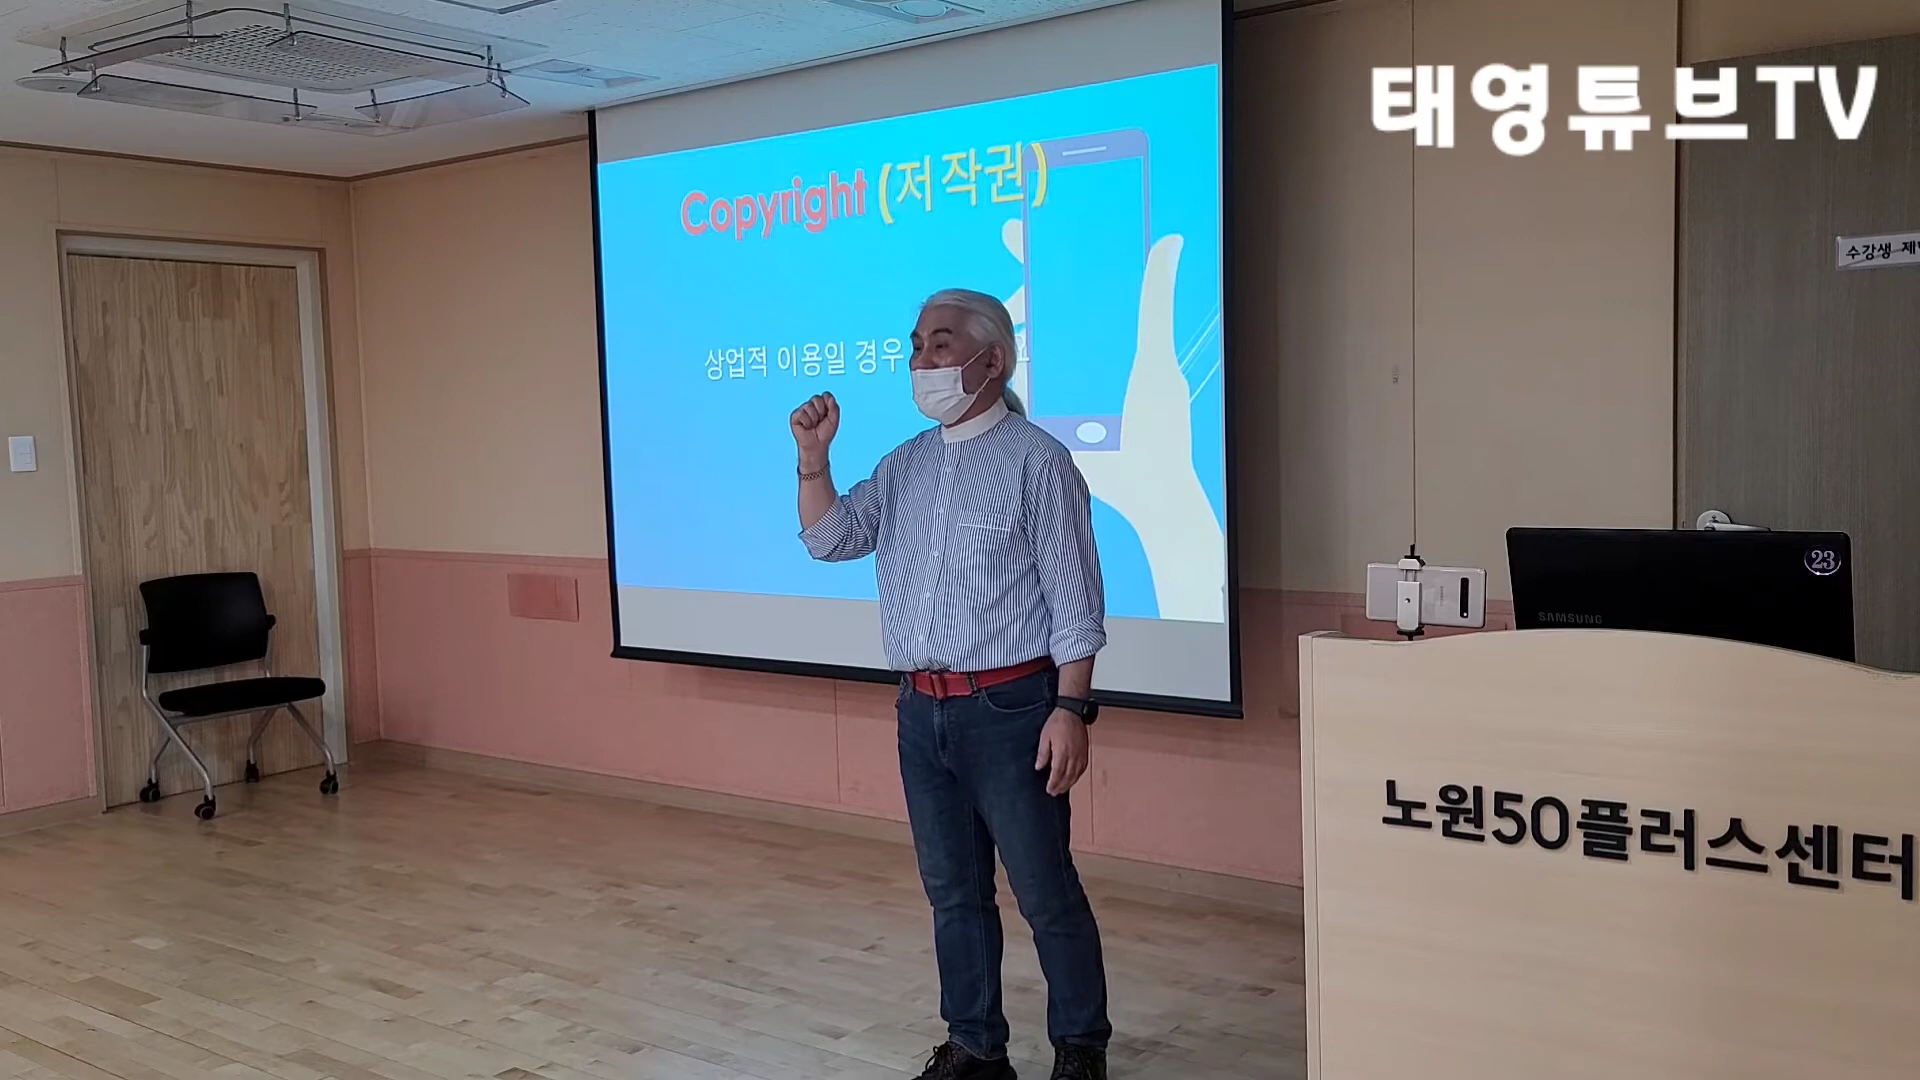 태영튜브TV
Copyright (저작권)
상업적 이용일 경우
수강생
23
SAMSUNG
SAMSUNG
노원50플러스센터